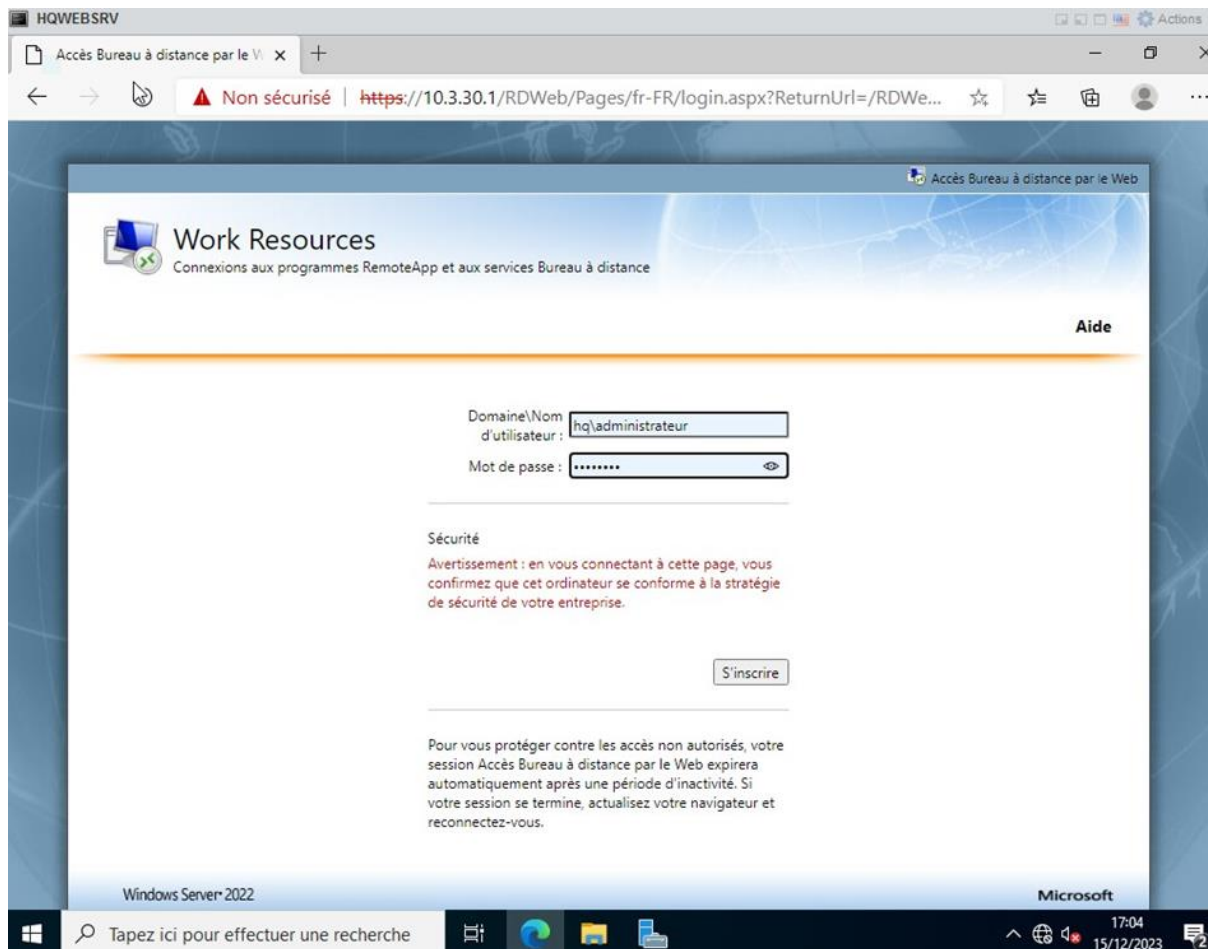 HQWEBSRV
Actions
Accès Bureau à distance par le W
Non sécurisé | https://10.3.30.1/RDWeb/Pages/fr-FR/login.aspx?ReturnUrl=/RDWe...
Accès Bureau à distance par le Web
Work Resources
Connexions aux programmes RemoteApp et aux services Bureau à distance
Aide
Domaine\Nom
d'utilisateur :
hq\administrateur
Mot de passe :
••••••••
Sécurité
Avertissement : en vous connectant à cette page, vous
confirmez que cet ordinateur se conforme à la stratégie
de sécurité de votre entreprise.
S'inscrire
Pour vous protéger contre les accès non autorisés, votre
session Accès Bureau à distance par le Web expirera
automatiquement après une période d'inactivité. Si
votre session se termine, actualisez votre navigateur et
reconnectez-vous.
Windows Server 2022
Microsoft
Tapez ici pour effectuer une recherche
17:04
15/12/2023
2